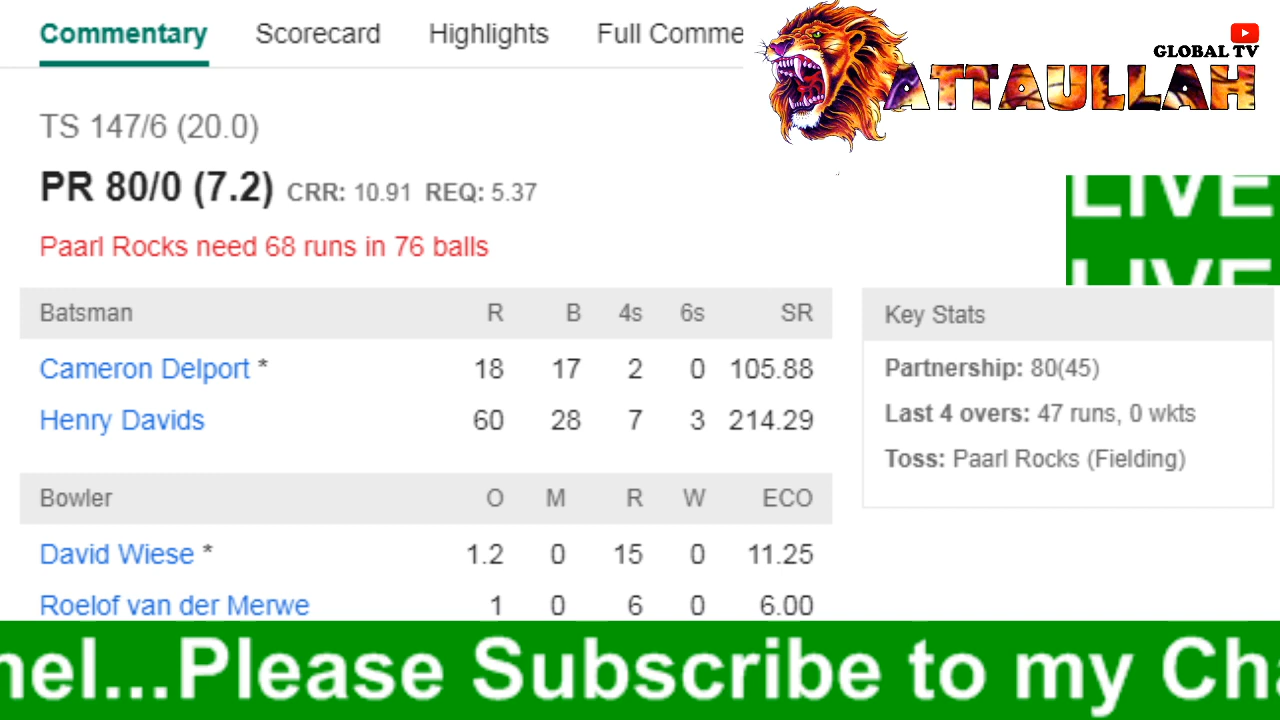 Commentary Scorecard Highlights Full Comme
GLOBAL TV
ATTAULLAH
TS 147/6 (20.0)
PR 80/0 (7.2) CRR: 10.91 REQ: 5.37
Paarl Rocks need 68 runs in 76 balls
LIVE
LIVE
Batsman R B 4s 6s SR
Cameron Delport * 18 17 2 0 105.88
Henry Davids 60 28 7 3 214.29
Bowler O M R W ECO
David Wiese * 1.2 0 15 0 11.25
Roelof van der Merwe 1 0 6 0 6.00
Key Stats
Partnership: 80(45)
Last 4 overs: 47 runs, 0 wkts
Toss: Paarl Rocks (Fielding)
nel...Please Subscribe to my Cha